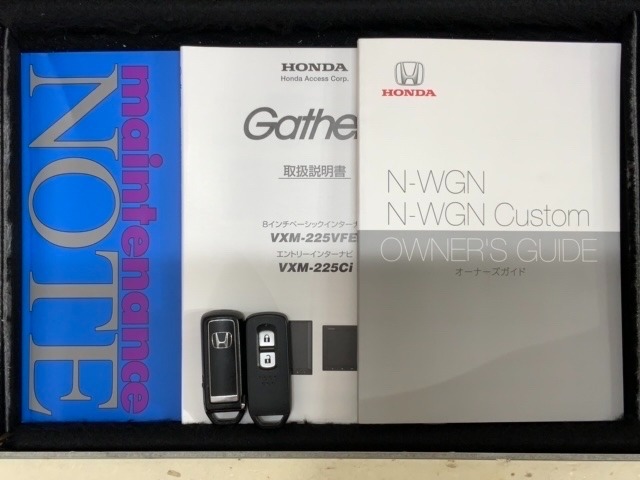 maintenance
NOTE
HONDA
Honda Access Corp.
Gathe
取扱説明書
8インチベーシックインターナ
VXM-225VFE
エントリーインターナビ
VXM-225Ci
HONDA
N-WGN
N-WGN Custom
OWNER'S GUIDE
オーナーズガイド